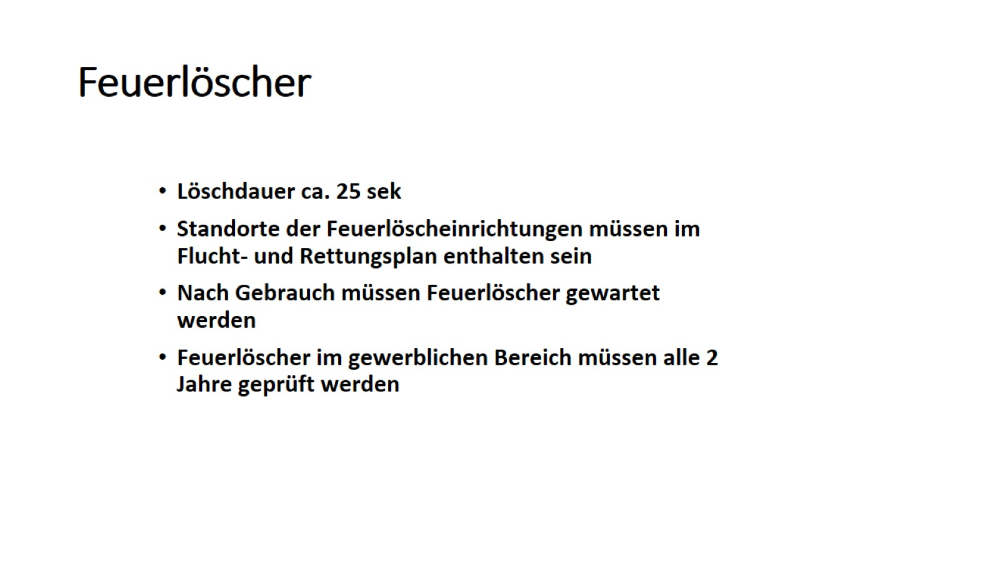 Feuerlöscher
• Löschdauer ca. 25 sek
• Standorte der Feuerlöscheinrichtungen müssen im
Flucht- und Rettungsplan enthalten sein
• Nach Gebrauch müssen Feuerlöscher gewartet
werden
• Feuerlöscher im gewerblichen Bereich müssen alle 2
Jahre geprüft werden